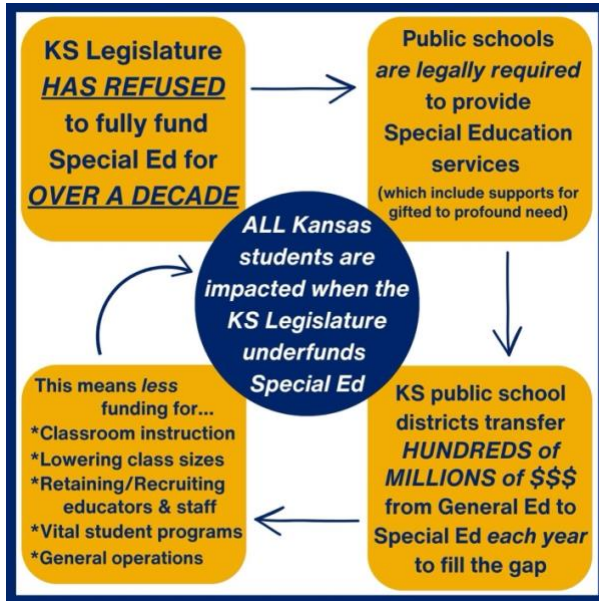 KS Legislature
HAS REFUSED
to fully fund
Special Ed for
OVER A DECADE
Public schools
are legally required
to provide
Special Education
services
(which include supports for
gifted to profound need)
KS public school
districts transfer
HUNDREDS of
MILLIONS of $$$
from General Ed to
Special Ed each year
to fill the gap
This means less
funding for...
*Classroom instruction
*Lowering class sizes
*Retaining/Recruiting
educators & staff
*Vital student programs
*General operations
ALL Kansas
students are
impacted when the
KS Legislature
underfunds
Special Ed